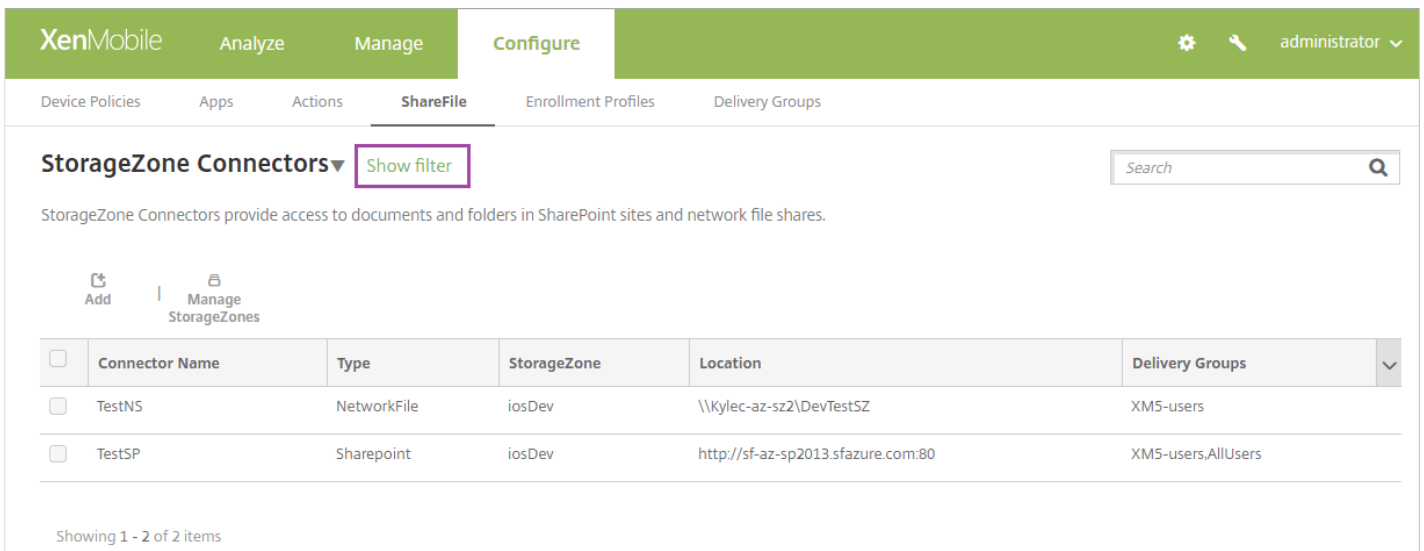 XenMobile Analyze Manage Configure administrator
Device Policies Apps Actions ShareFile Enrollment Profiles Delivery Groups
StorageZone Connectors Show filter Search
StorageZone Connectors provide access to documents and folders in SharePoint sites and network file shares.
Add | Manage
StorageZones
Connector Name Type StorageZone Location Delivery Groups
TestNS NetworkFile iosDev \\Kylec-az-sz2\DevTestSZ XM5-users
TestSP Sharepoint iosDev http://sf-az-sp2013.sfazure.com:80 XM5-users,AllUsers
Showing 1 - 2 of 2 items